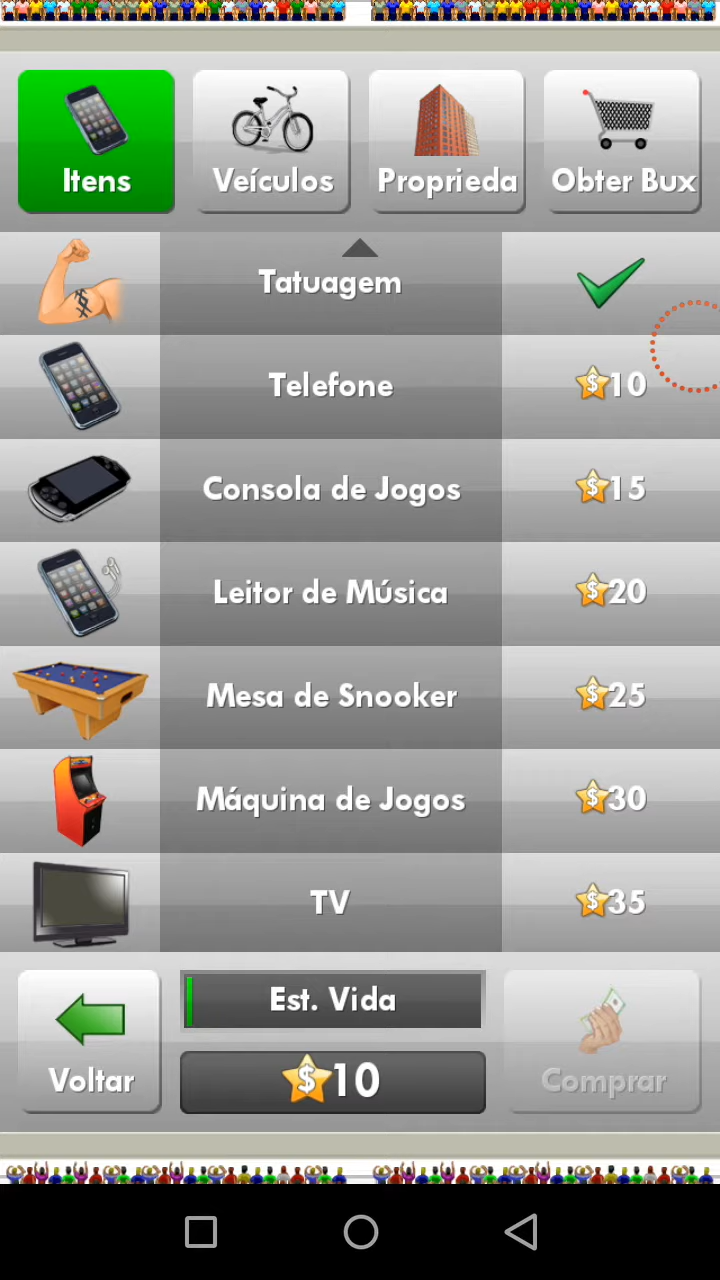 Itens
Veículos
Proprieda
Obter Bux
Tatuagem
Telefone
$10
Consola de Jogos
$15
Leitor de Música
$20
Mesa de Snooker
$25
Máquina de Jogos
$30
TV
$35
Voltar
Est. Vida
$10
Comprar